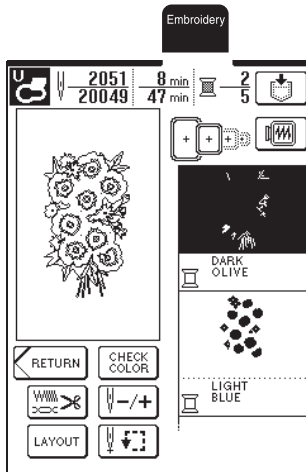 Embroidery
U 2051 8 min 2
20049 47 min 5
DARK
OLIVE
RETURN
CHECK
COLOR
LIGHT
BLUE
-/+
LAYOUT